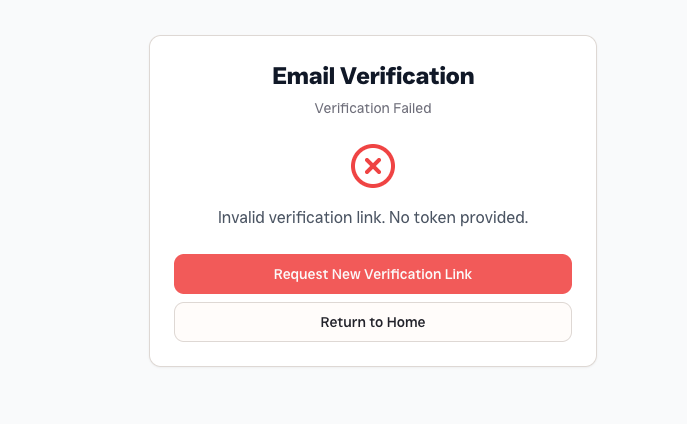 Email Verification
Verification Failed
Invalid verification link. No token provided.
Request New Verification Link
Return to Home